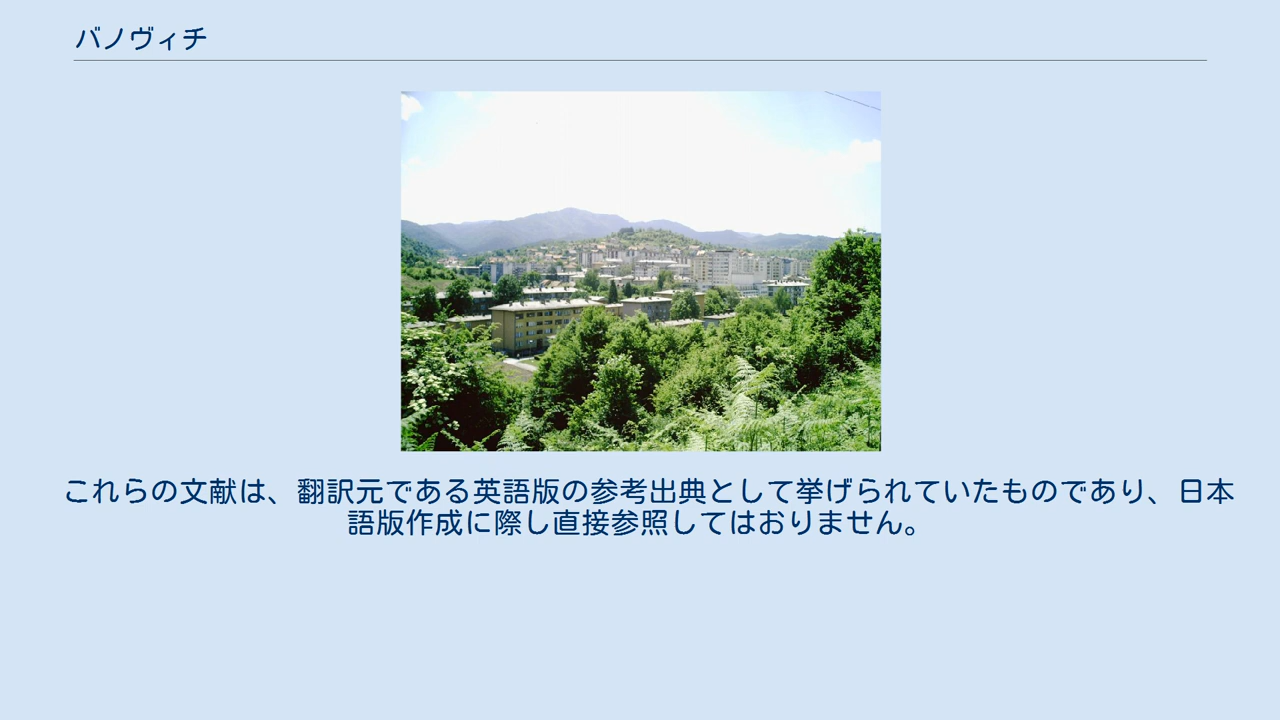 バノヴィチ
これらの文献は、翻訳元である英語版の参考出典として挙げられていたものであり、日本
語版作成に際し直接参照してはおりません。